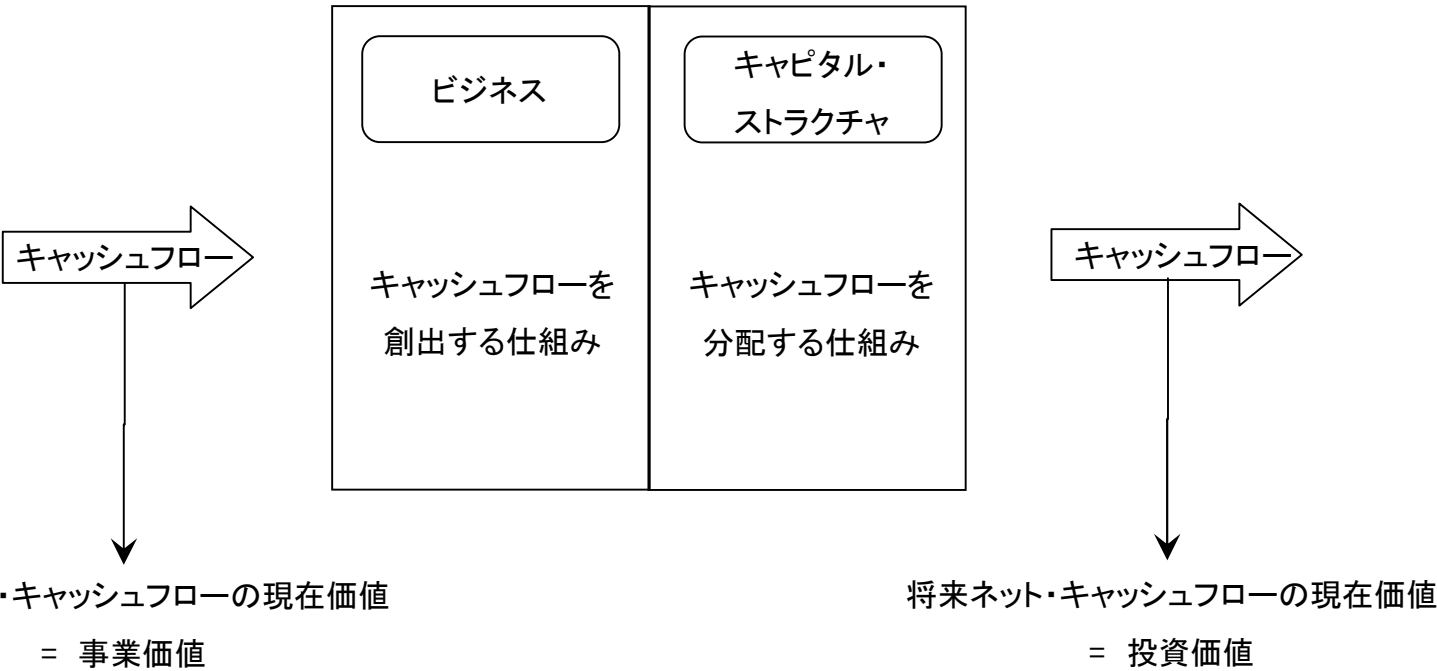 ビジネス
キャピタル・
ストラクチャ
キャッシュフロー
キャッシュフローを
創出する仕組み
キャッシュフローを
分配する仕組み
キャッシュフロー
・キャッシュフローの現在価値
= 事業価値
将来ネット・キャッシュフローの現在価値
= 投資価値